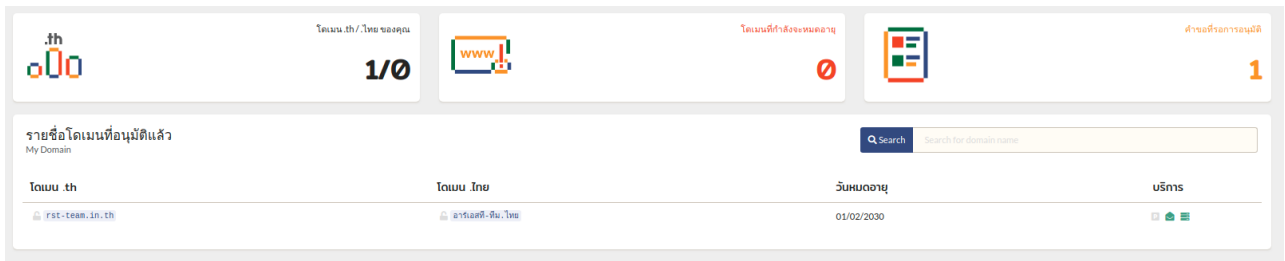 .th
โดเมน .th / .ไทย ของคุณ
1/0
www
โดเมนที่กำลังจะหมดอายุ
0
คำขอที่รอการอนุมัติ
1
รายชื่อโดเมนที่อนุมัติแล้ว
My Domain
Search
Search for domain name
โดเมน .th
โดเมน .ไทย
วันหมดอายุ
บริการ
rst-team.in.th
อาร์เอสที-ทีม.ไทย
01/02/2030